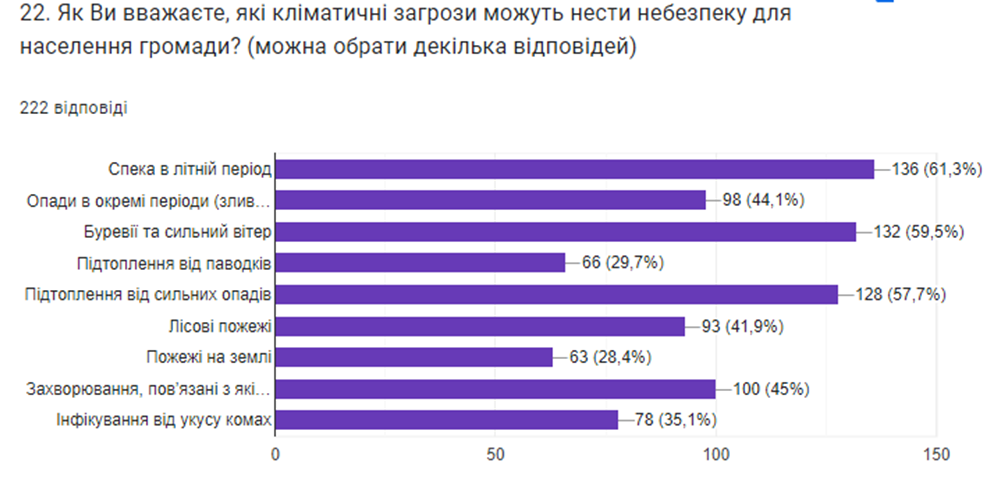 22. Як Ви вважаєте, які кліматичні загрози можуть нести небезпеку для
населення громади? (можна обрати декілька відповідей)
222 відповіді
Спека в літній період 136 (61,3%)
Опади в окремі періоди (злив… 98 (44,1%)
Буревії та сильний вітер 132 (59,5%)
Підтоплення від паводків 66 (29,7%)
Підтоплення від сильних опадів 128 (57,7%)
Лісові пожежі 93 (41,9%)
Пожежі на землі 63 (28,4%)
Захворювання, пов'язані з які… 100 (45%)
Інфікування від укусу комах 78 (35,1%)
0 50 100 150